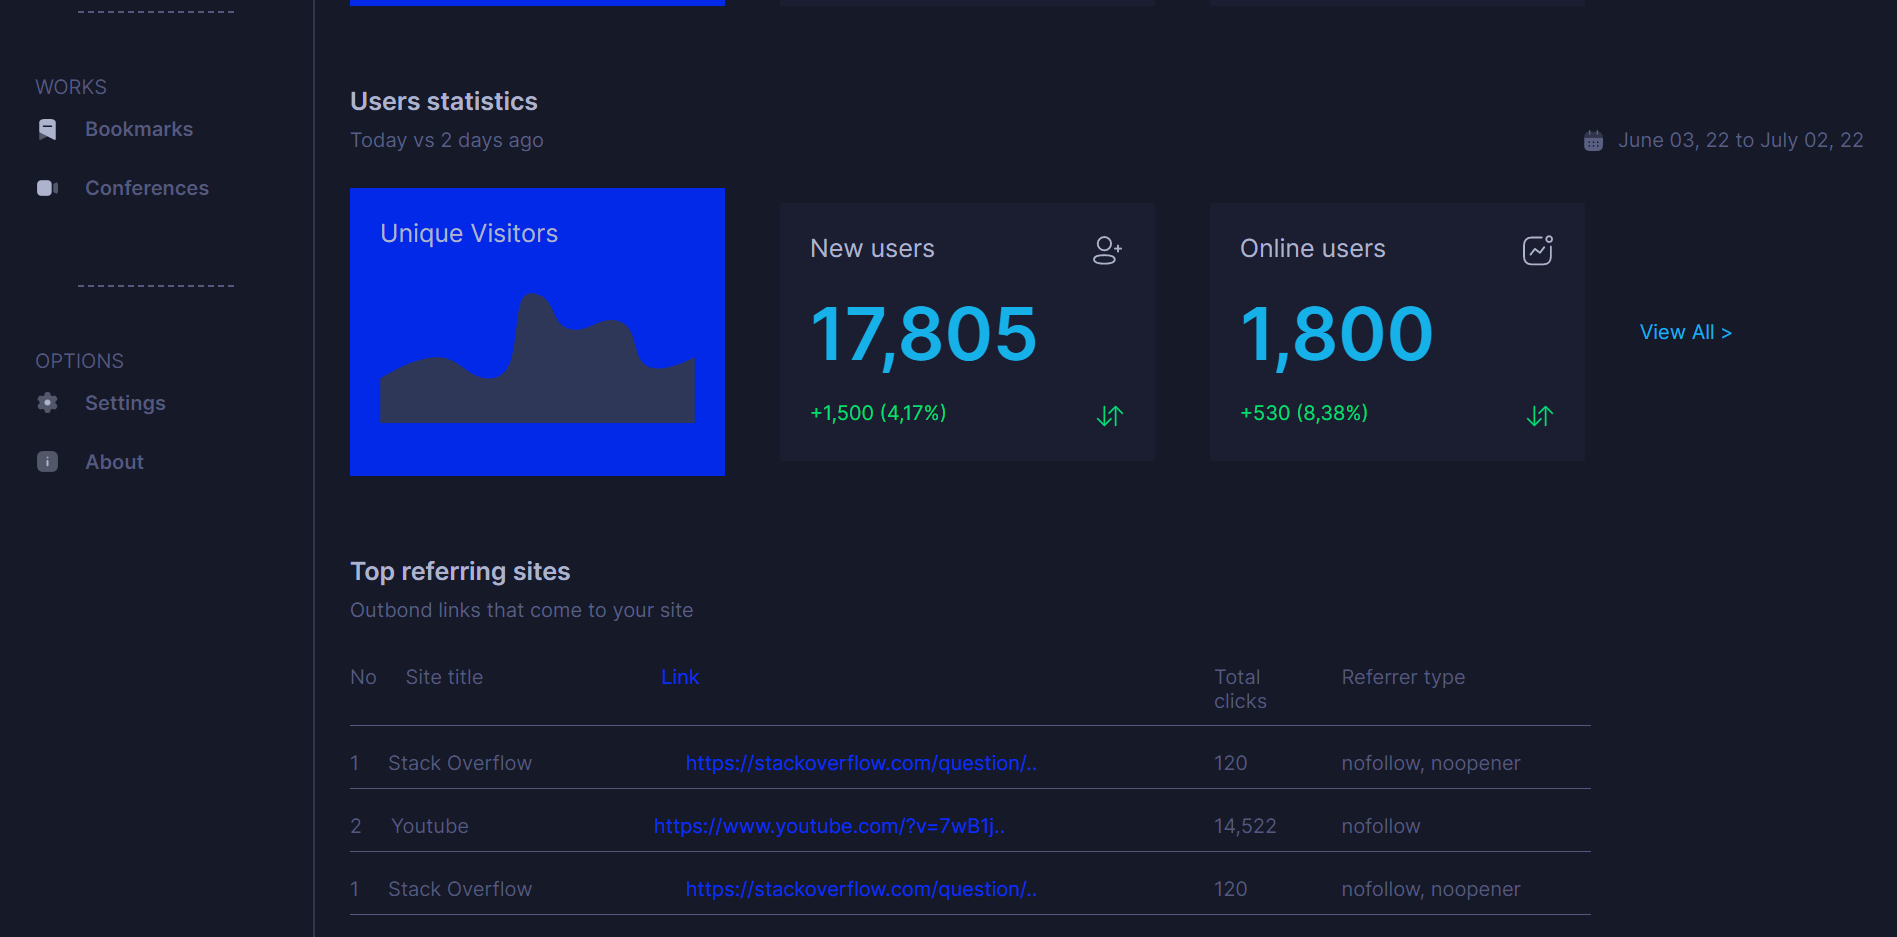 WORKS
Bookmarks
Conferences
OPTIONS
Settings
About
Users statistics
Today vs 2 days ago
June 03, 22 to July 02, 22
Unique Visitors
New users
17,805
+1,500 (4,17%)
Online users
1,800
+530 (8,38%)
View All >
Top referring sites
Outbond links that come to your site
No Site title Link Total clicks Referrer type
1 Stack Overflow https://stackoverflow.com/question/.. 120 nofollow, noopener
2 Youtube https://www.youtube.com/?v=7wB1j.. 14,522 nofollow
1 Stack Overflow https://stackoverflow.com/question/.. 120 nofollow, noopener